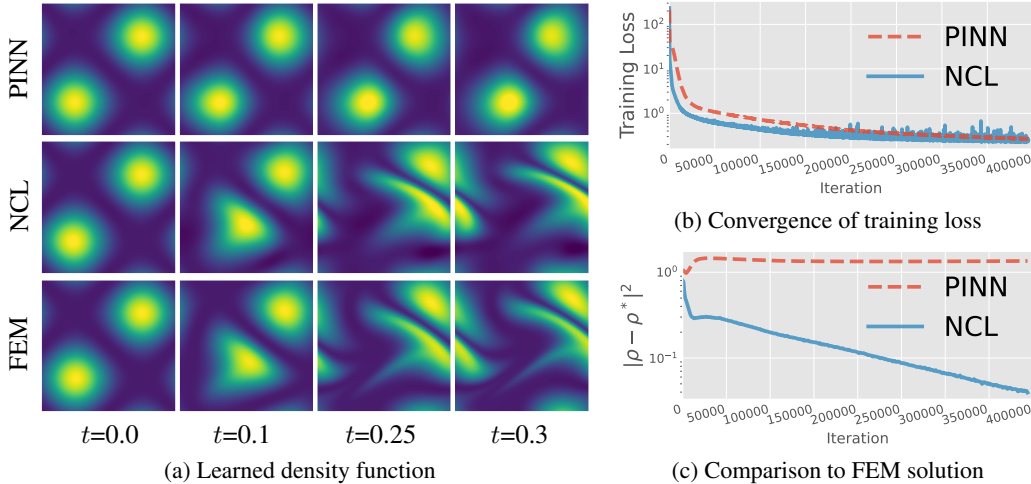 PINN
NCL
FEM
t=0.0 t=0.1 t=0.25 t=0.3
(a) Learned density function
Training Loss
10²
10¹
10⁰
PINN
NCL
0 50000 100000 150000 200000 250000 300000 350000 400000
Iteration
(b) Convergence of training loss
|ρ − ρ*|²
10⁰
10⁻¹
PINN
NCL
0 50000 100000 150000 200000 250000 300000 350000 400000
Iteration
(c) Comparison to FEM solution